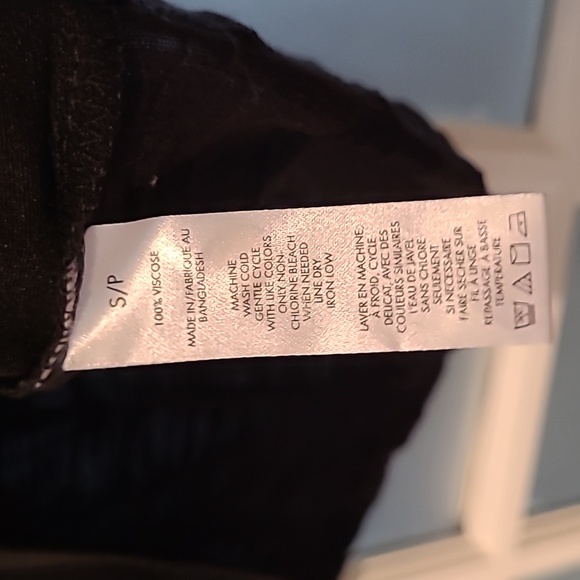 S/P
100% VISCOSE
MADE IN/FABRIQUÉ AU
BANGLADESH
MACHINE
WASH COLD
GENTLE CYCLE
WITH LIKE COLORS
ONLY NON-
CHLORINE BLEACH
WHEN NEEDED
LINE DRY
IRON LOW
LAVER EN MACHINE,
À FROID, CYCLE
DÉLICAT, AVEC DES
COULEURS SIMILAIRES
L'EAU DE JAVEL
SANS CHLORE
SEULEMENT
SI NÉCESSAIRE
FAIRE SÉCHER SUR
FIL À LINGE
REPASSAGE À BASSE
TEMPÉRATURE